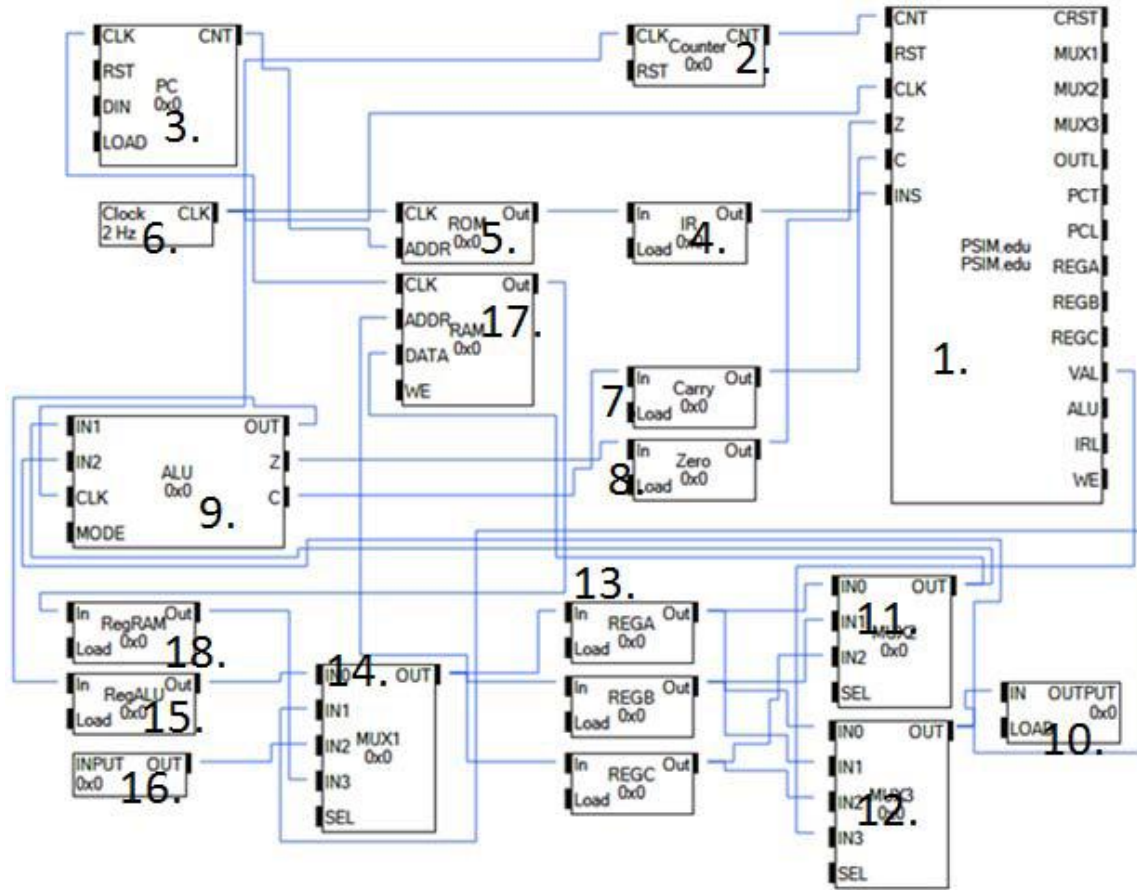 CLK CNT
RST
PC
0x0
DIN
3.
LOAD
CLK CNT
Counter
0x0
2.
RST
CNT CRST
RST MUX1
CLK MUX2
Z MUX3
C OUTL
INS PCT
PCL
PSIM.edu
PSIM.edu
REGA
REGB
REGC
1.
VAL
ALU
IRL
WE
Clock CLK
2 Hz
6.
CLK Out
ROM
0x0
5.
ADDR
In Out
IR
4.
Load
CLK Out
ADDR
17.
RAM
0x0
DATA
WE
In Out
Carry
0x0
7
Load
In Out
Zero
0x0
8.
Load
IN1 OUT
IN2 Z
ALU
0x0
CLK C
9.
MODE
In Out
RegRAM
0x0
Load
18.
In Out
RegALU
0x0
Load
15.
INPUT OUT
0x0
16.
14.
IN0 OUT
IN1
IN2
MUX1
0x0
IN3
SEL
13.
In Out
REGA
0x0
Load
In Out
REGB
0x0
Load
In Out
REGC
0x0
Load
IN0 OUT
IN1
11.
MUX2
0x0
IN2
SEL
IN0 OUT
IN1
IN2
MUX3
12.
0x0
IN3
SEL
IN OUTPUT
0x0
LOAD
10.